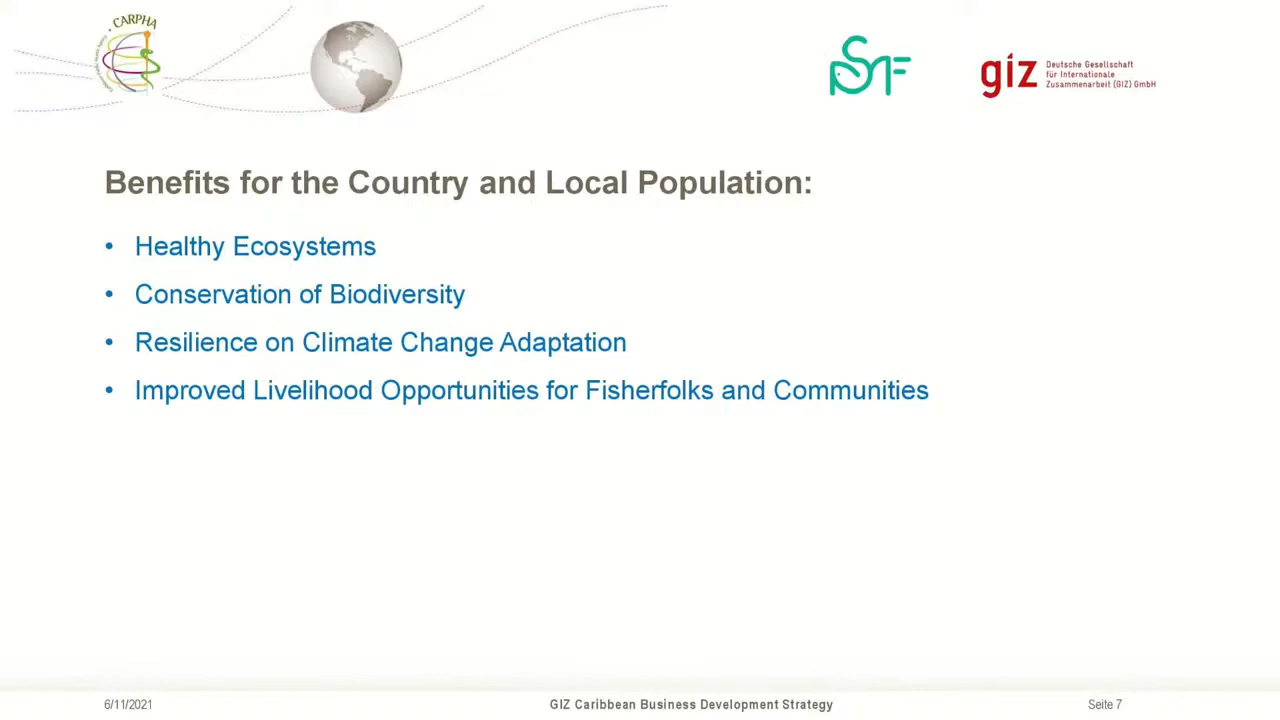 CARPHA
giz
Deutsche Gesellschaft
für Internationale
Zusammenarbeit (GIZ) GmbH
Benefits for the Country and Local Population:
• Healthy Ecosystems
• Conservation of Biodiversity
• Resilience on Climate Change Adaptation
• Improved Livelihood Opportunities for Fisherfolks and Communities
6/11/2021
GIZ Caribbean Business Development Strategy
Seite 7